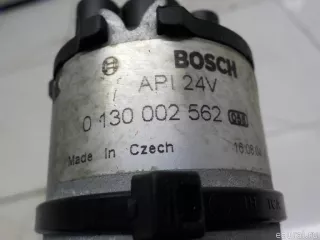 BOSCH
API 24V
0 130 002 562
Made in Czech